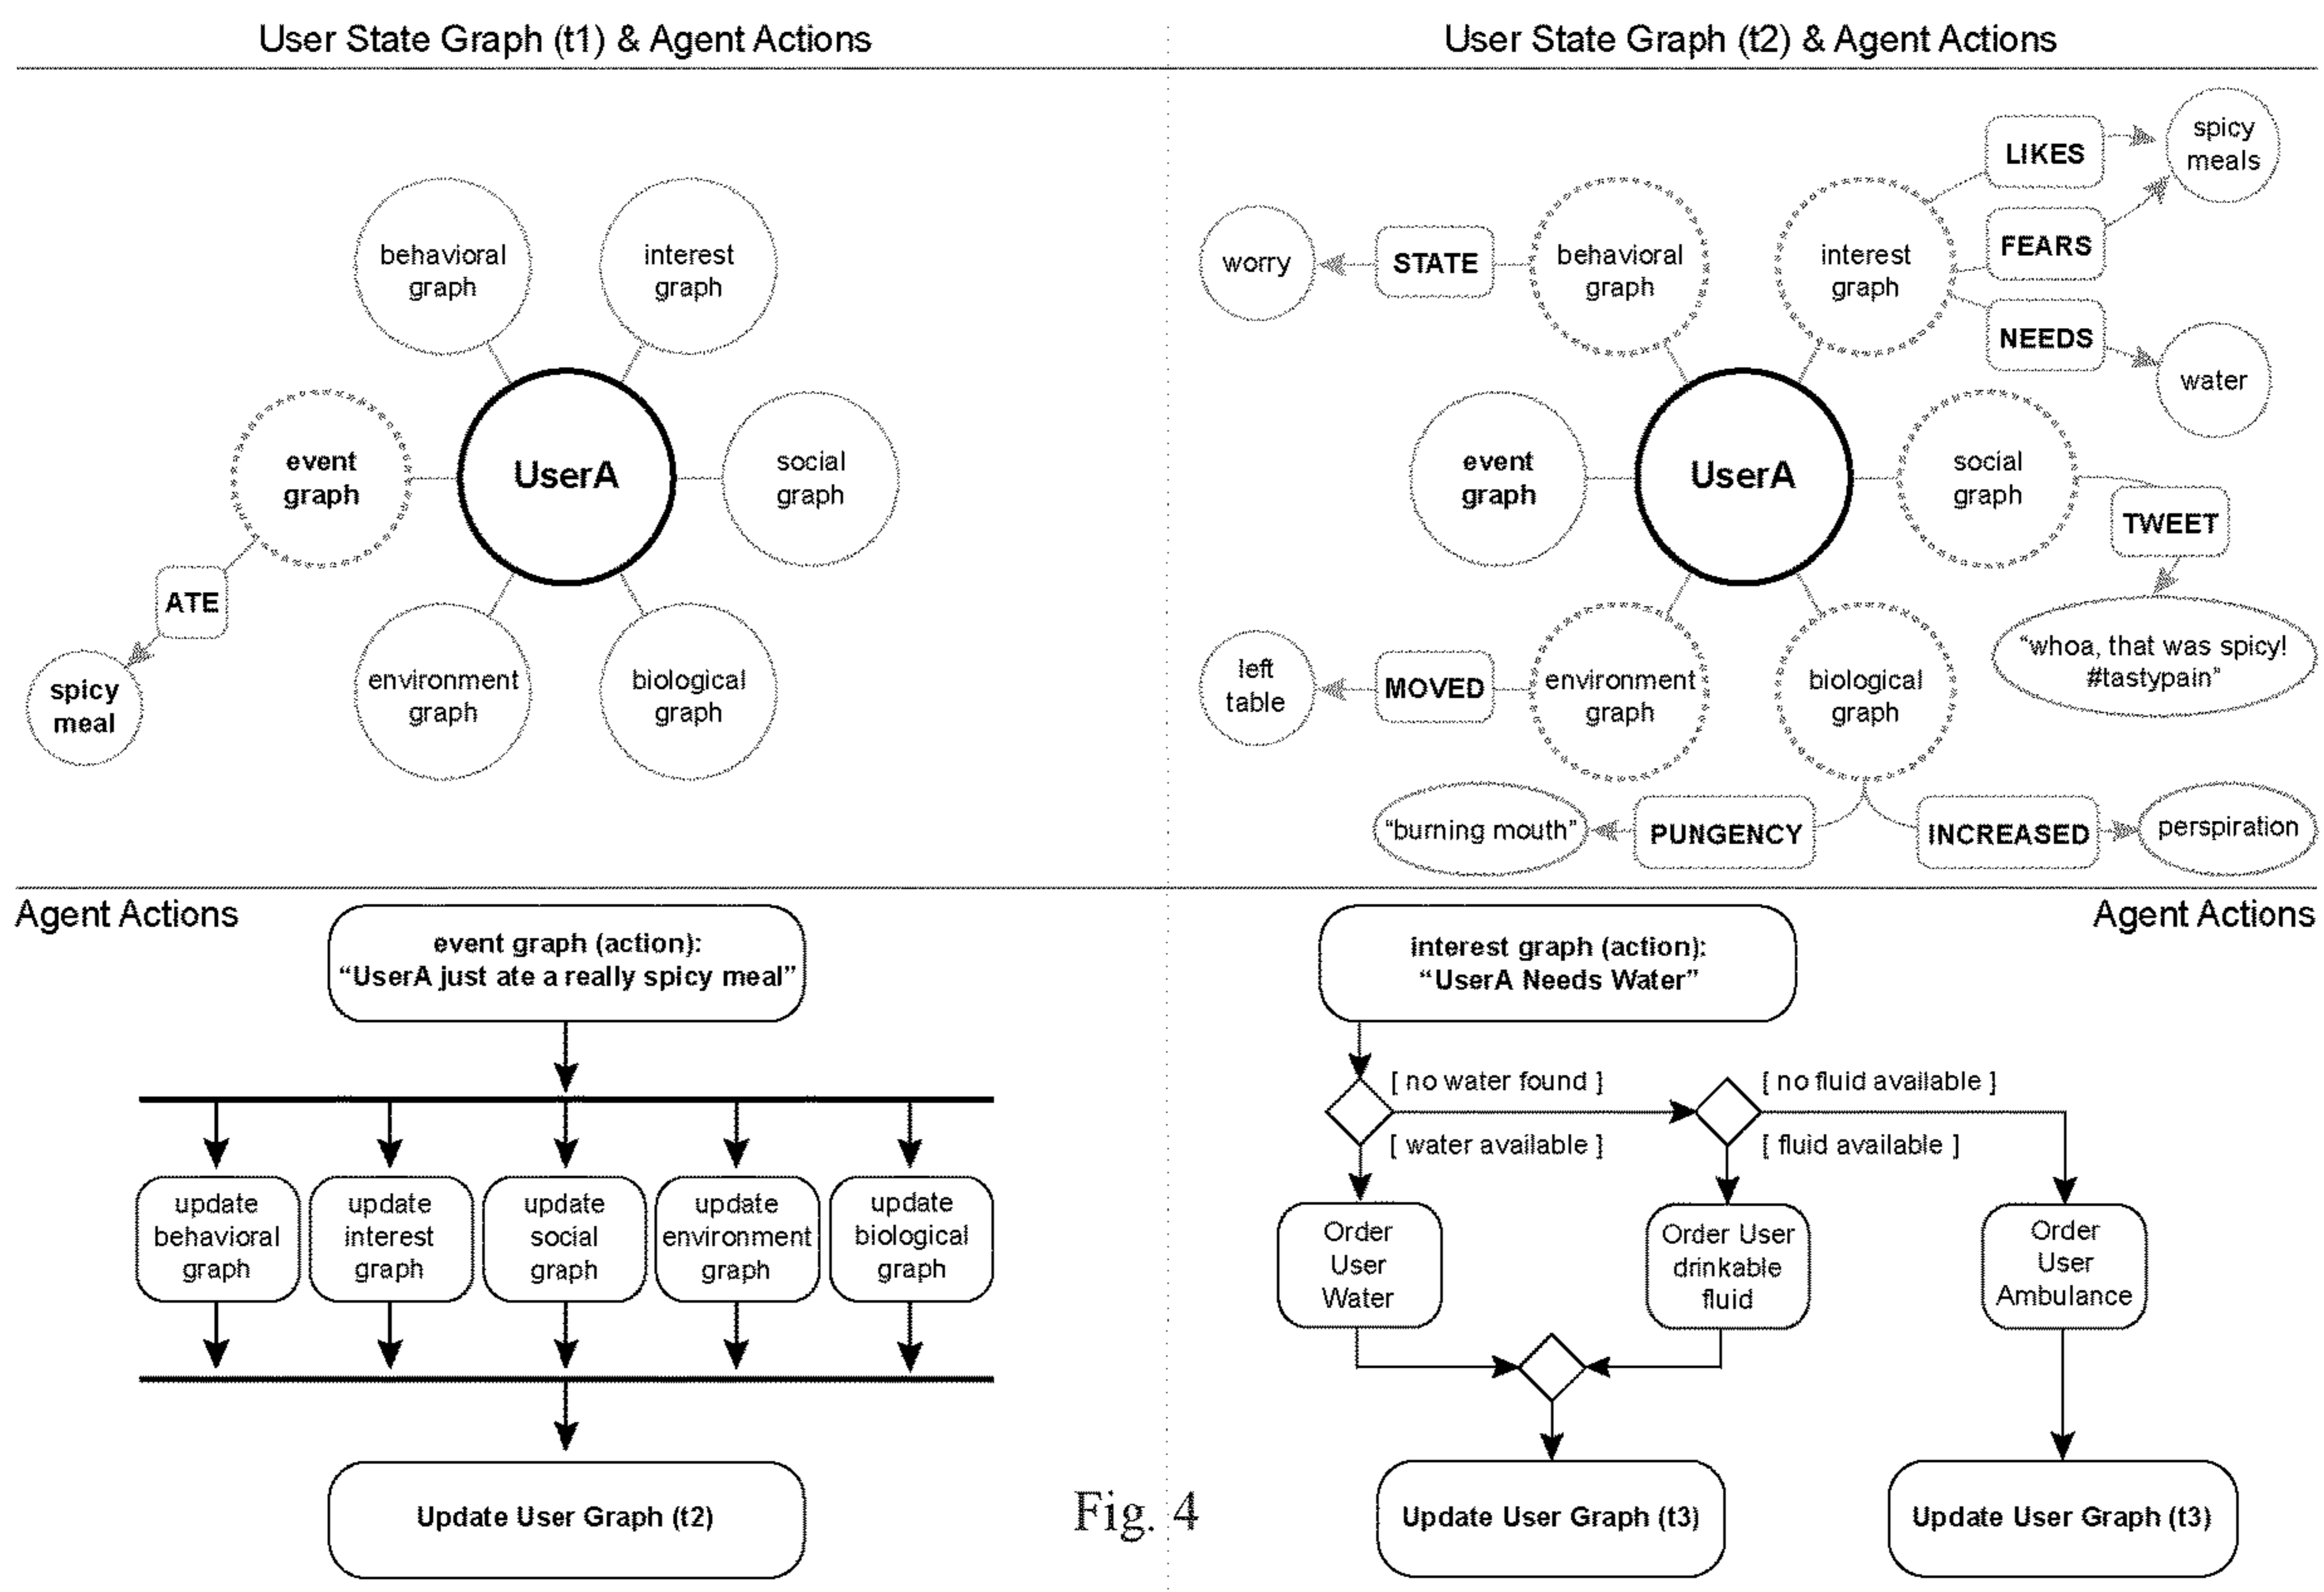 User State Graph (t1) & Agent Actions
behavioral
graph
interest
graph
event
graph
UserA
social
graph
ATE
spicy
meal
environment
graph
biological
graph
User State Graph (t2) & Agent Actions
worry
STATE
behavioral
graph
interest
graph
LIKES
FEARS
NEEDS
spicy
meals
water
event
graph
UserA
social
graph
TWEET
“whoa, that was spicy!
#tastypain”
left
table
MOVED
environment
graph
biological
graph
“burning mouth”
PUNGENCY
INCREASED
perspiration
Agent Actions
event graph (action):
“UserA just ate a really spicy meal”
update
behavioral
graph
update
interest
graph
update
social
graph
update
environment
graph
update
biological
graph
Update User Graph (t2)
Agent Actions
interest graph (action):
“UserA Needs Water”
[ no water found ]
[ water available ]
[ no fluid available ]
[ fluid available ]
Order
User
Water
Order User
drinkable
fluid
Order
User
Ambulance
Update User Graph (t3)
Update User Graph (t3)
Fig. 4